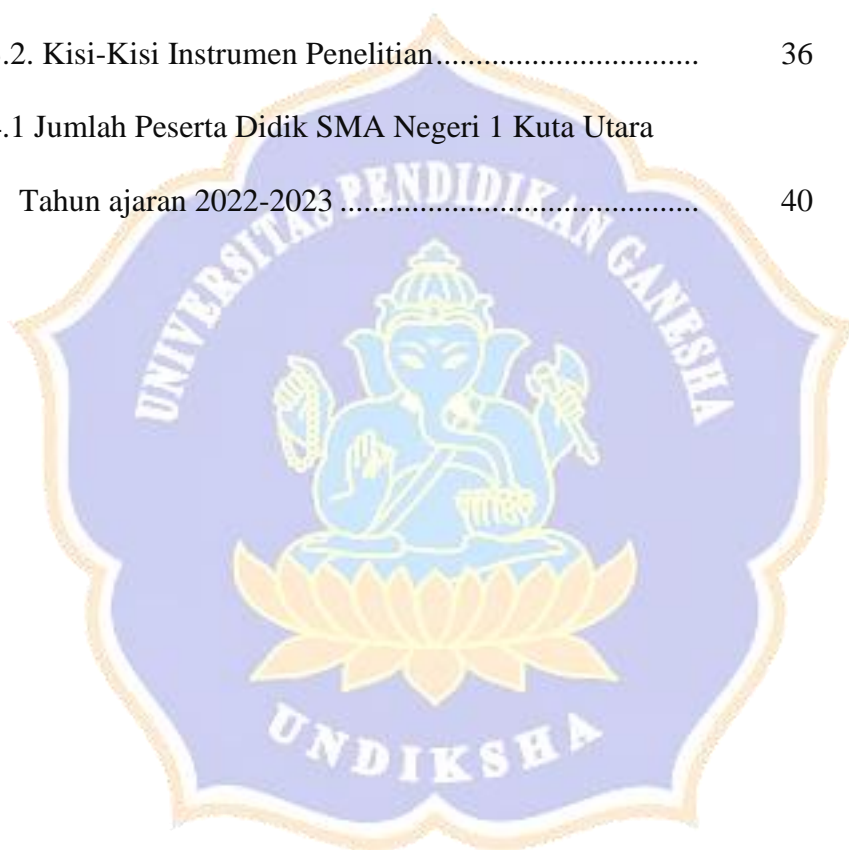 .2. Kisi-Kisi Instrumen Penelitian............................... 36
.1 Jumlah Peserta Didik SMA Negeri 1 Kuta Utara
Tahun ajaran 2022-2023 .......................................... 40
UNIVERSITAS PENDIDIKAN GANESHA
UNDIKSHA